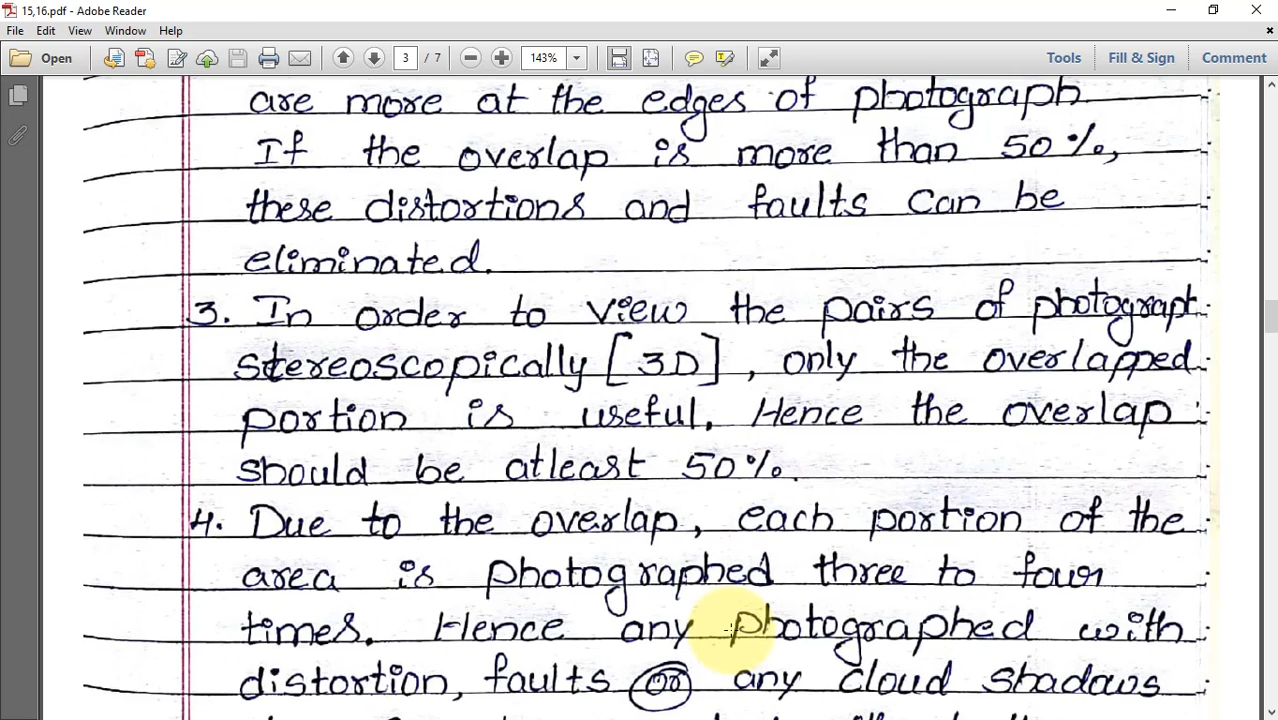 15,16.pdf - Adobe Reader
File Edit View Window Help
Open 3 / 7 143% Tools Fill & Sign Comment
are more at the edges of photograph
If the overlap is more than 50%,
these distortions and faults can be
eliminated.
3. In order to view the pairs of photograph
stereoscopically [3D], only the overlapped
portion is useful. Hence the overlap
should be atleast 50%.
4. Due to the overlap, each portion of the
area is photographed three to four
times. Hence any photographed with
distortion, faults or any cloud shadows